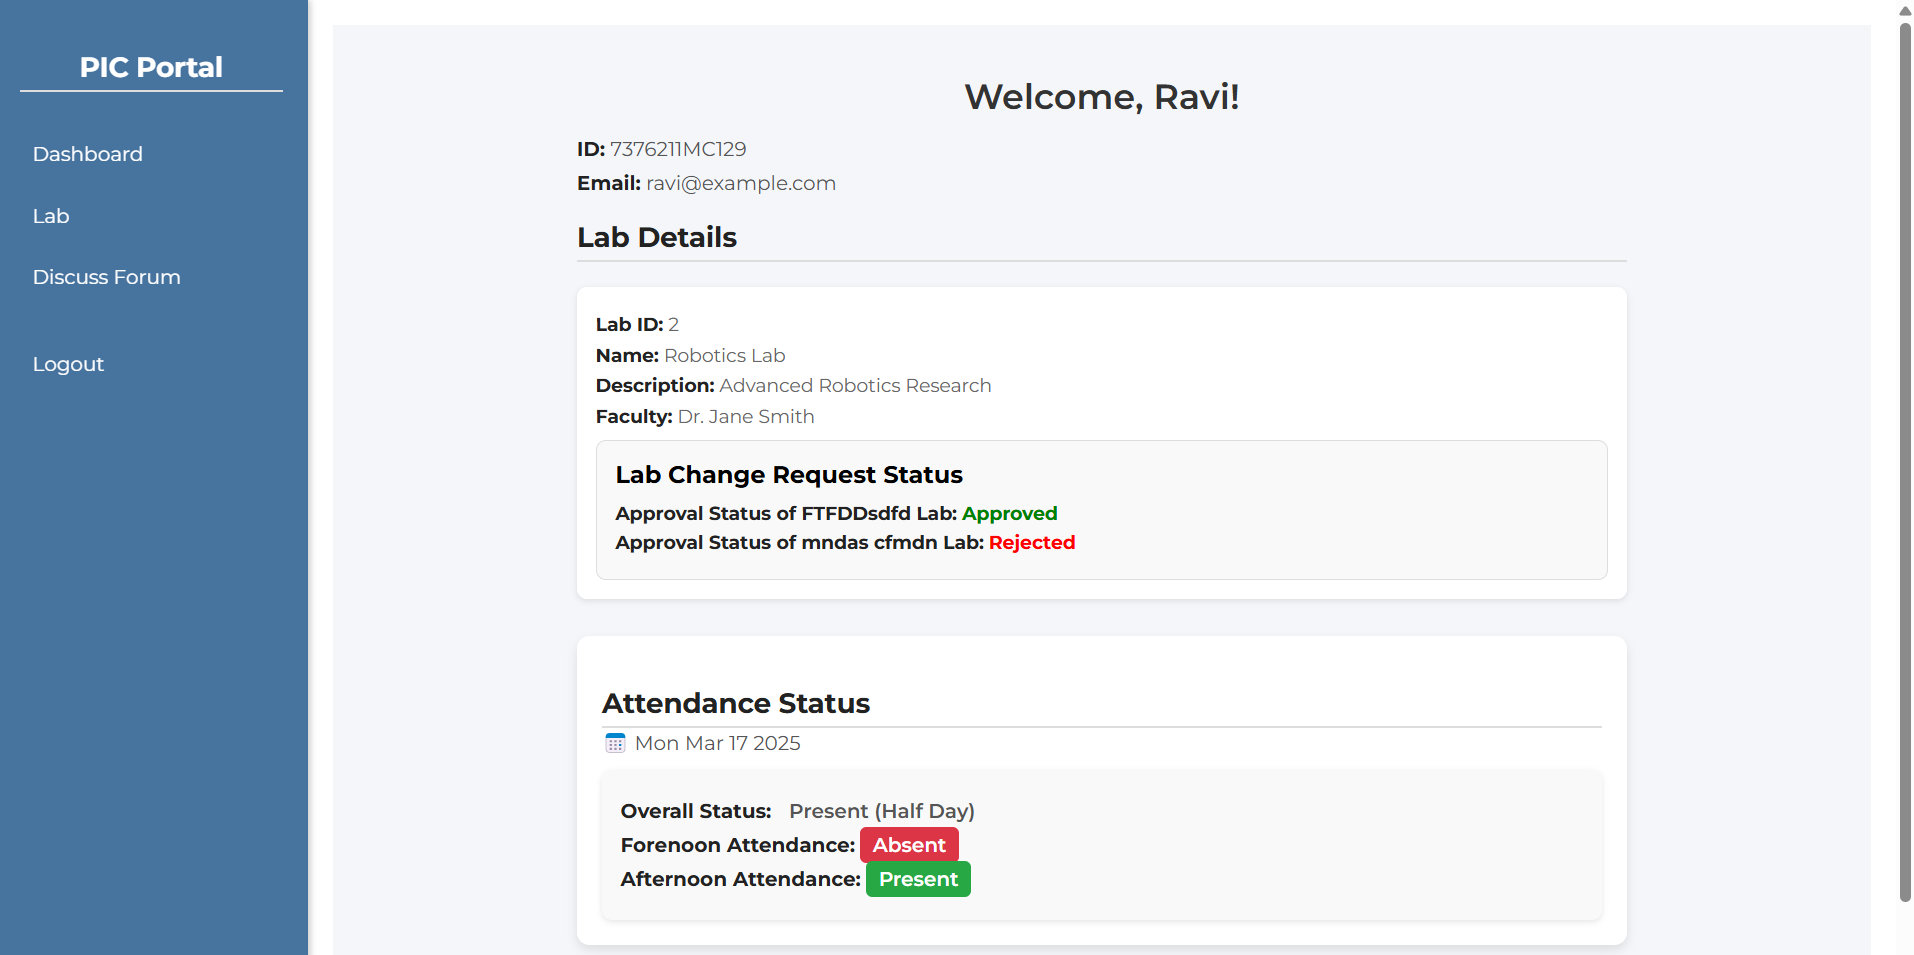 PIC Portal
Dashboard
Lab
Discuss Forum
Logout
Welcome, Ravi!
ID: 7376211MC129
Email: ravi@example.com
Lab Details
Lab ID: 2
Name: Robotics Lab
Description: Advanced Robotics Research
Faculty: Dr. Jane Smith
Lab Change Request Status
Approval Status of FTFDDsdfd Lab: Approved
Approval Status of mndas cfmdn Lab: Rejected
Attendance Status
Mon Mar 17 2025
Overall Status: Present (Half Day)
Forenoon Attendance: Absent
Afternoon Attendance: Present